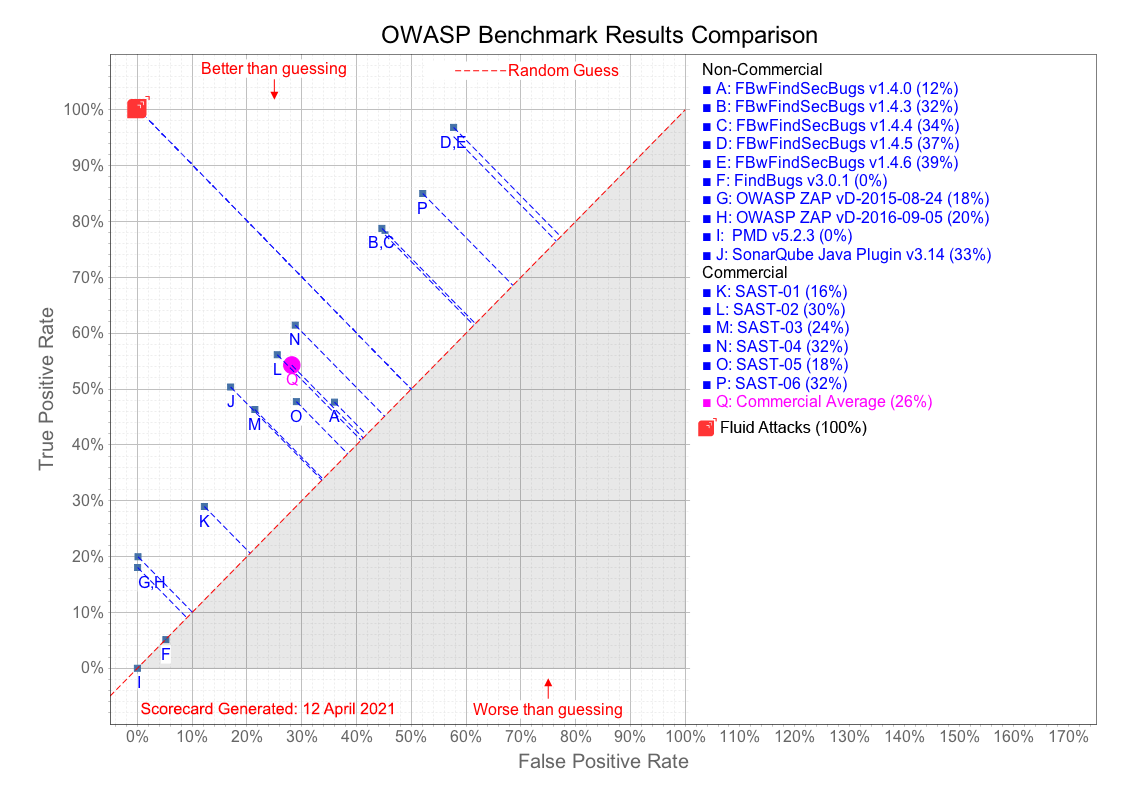 OWASP Benchmark Results Comparison
Better than guessing
Random Guess
Non-Commercial
A: FBwFindSecBugs v1.4.0 (12%)
B: FBwFindSecBugs v1.4.3 (32%)
C: FBwFindSecBugs v1.4.4 (34%)
D: FBwFindSecBugs v1.4.5 (37%)
E: FBwFindSecBugs v1.4.6 (39%)
F: FindBugs v3.0.1 (0%)
G: OWASP ZAP vD-2015-08-24 (18%)
H: OWASP ZAP vD-2016-09-05 (20%)
I: PMD v5.2.3 (0%)
J: SonarQube Java Plugin v3.14 (33%)
Commercial
K: SAST-01 (16%)
L: SAST-02 (30%)
M: SAST-03 (24%)
N: SAST-04 (32%)
O: SAST-05 (18%)
P: SAST-06 (32%)
Q: Commercial Average (26%)
Fluid Attacks (100%)
True Positive Rate
100%
90%
80%
70%
60%
50%
40%
30%
20%
10%
0%
D,E
P
B,C
N
L
Q
J
O
A
M
K
G,H
F
I
Scorecard Generated: 12 April 2021
Worse than guessing
0% 10% 20% 30% 40% 50% 60% 70% 80% 90% 100% 110% 120% 130% 140% 150% 160% 170%
False Positive Rate